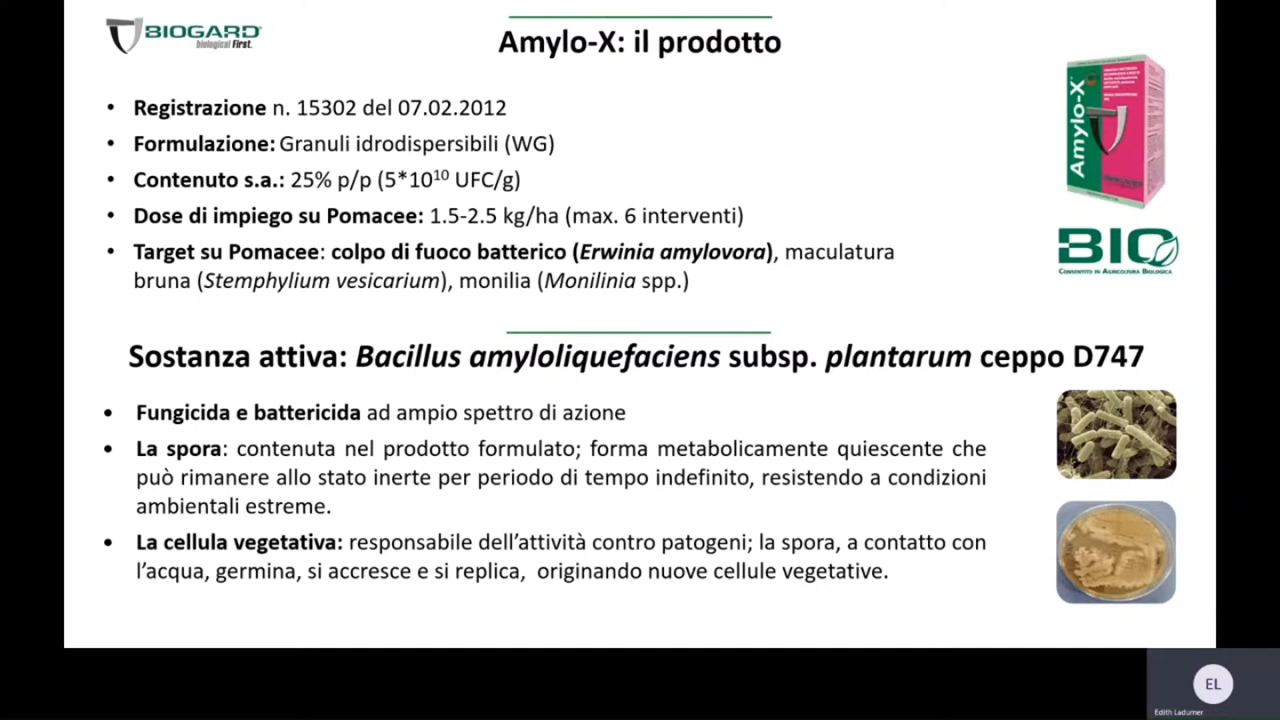 BIOGARD
biological First.
Amylo-X: il prodotto
• Registrazione n. 15302 del 07.02.2012
• Formulazione: Granuli idrodispersibili (WG)
• Contenuto s.a.: 25% p/p (5*10¹⁰ UFC/g)
• Dose di impiego su Pomacee: 1.5-2.5 kg/ha (max. 6 interventi)
• Target su Pomacee: colpo di fuoco batterico (Erwinia amylovora), maculatura
bruna (Stemphylium vesicarium), monilia (Monilinia spp.)
Amylo-X
BIO
CONSENTITO IN AGRICOLTURA BIOLOGICA
Sostanza attiva: Bacillus amyloliquefaciens subsp. plantarum ceppo D747
• Fungicida e battericida ad ampio spettro di azione
• La spora: contenuta nel prodotto formulato; forma metabolicamente quiescente che
può rimanere allo stato inerte per periodo di tempo indefinito, resistendo a condizioni
ambientali estreme.
• La cellula vegetativa: responsabile dell'attività contro patogeni; la spora, a contatto con
l'acqua, germina, si accresce e si replica, originando nuove cellule vegetative.
EL
Edith Ladurner